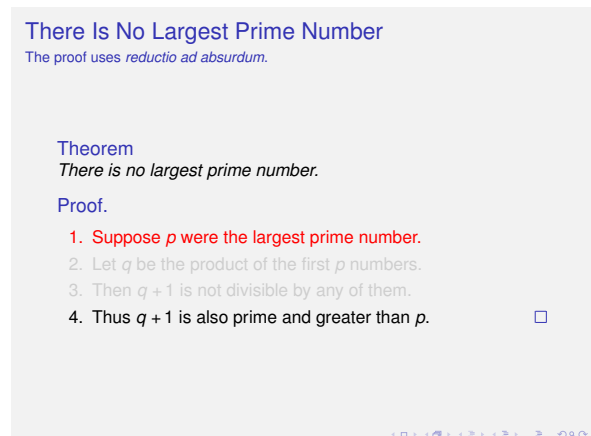 There Is No Largest Prime Number
The proof uses reductio ad absurdum.
Theorem
There is no largest prime number.
Proof.
1. Suppose p were the largest prime number.
2. Let q be the product of the first p numbers.
3. Then q + 1 is not divisible by any of them.
4. Thus q + 1 is also prime and greater than p. □